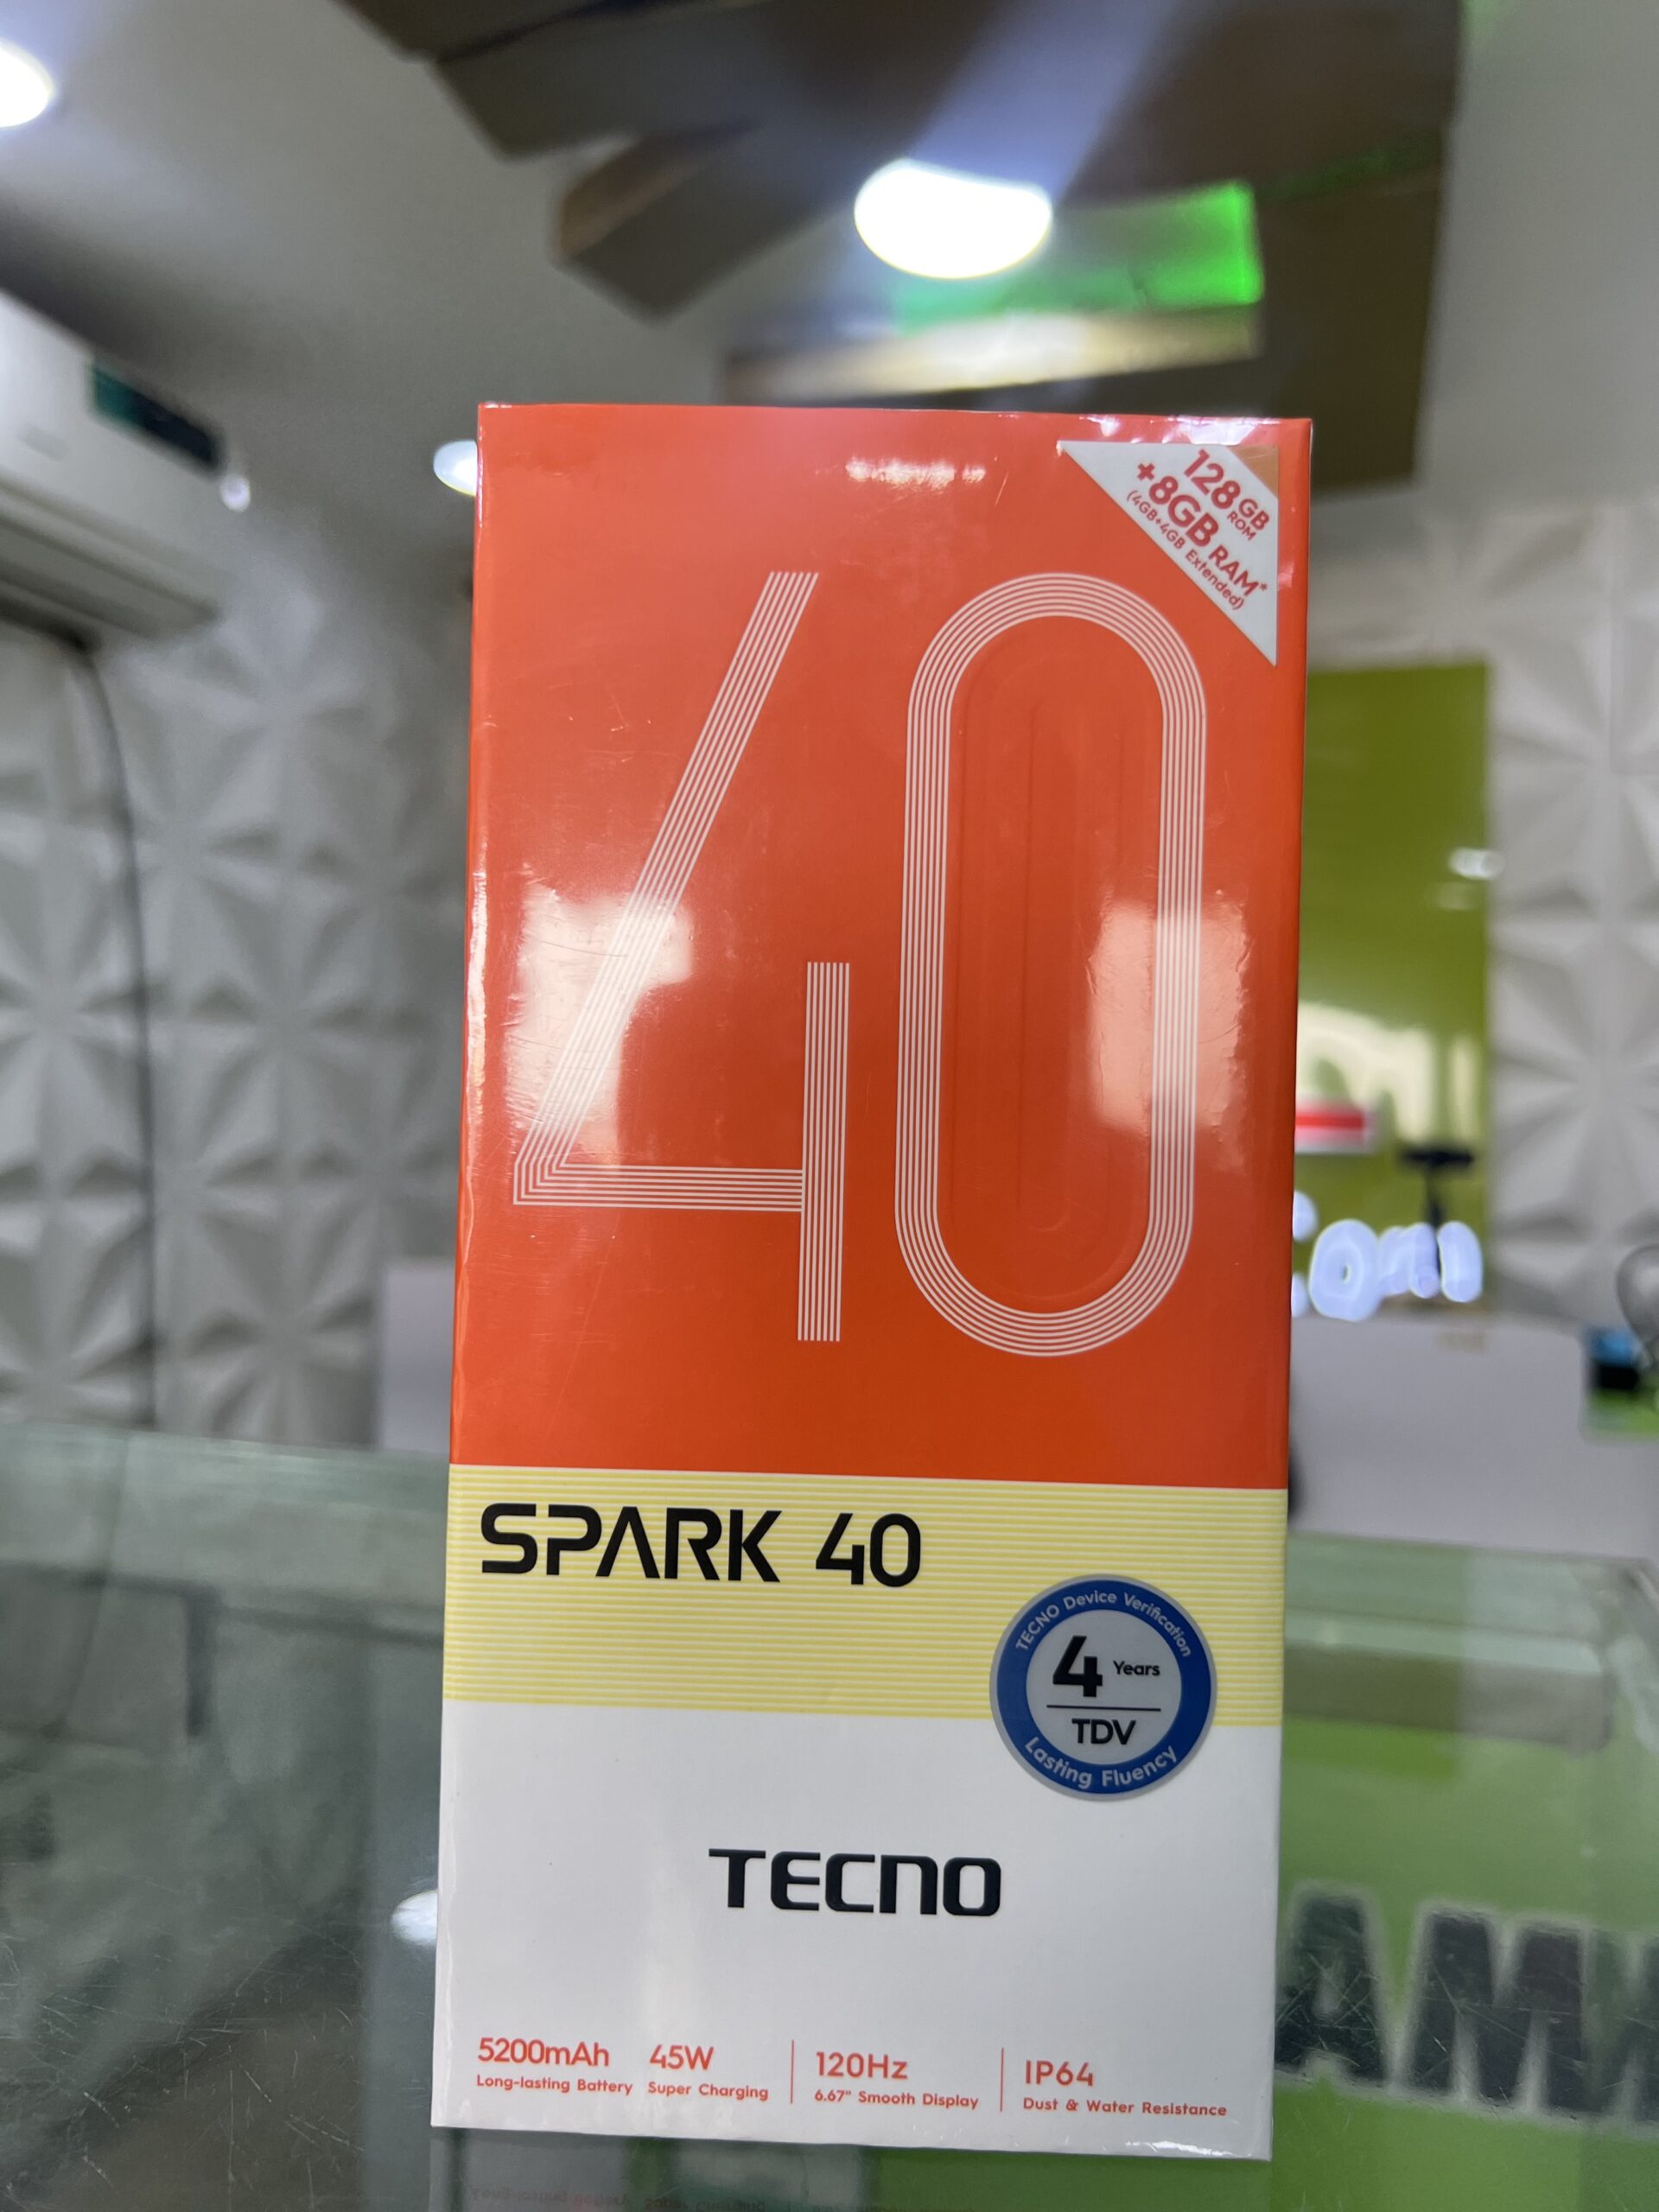 128GB
ROM
+8GB RAM*
(4GB+4GB Extended)
40
SPARK 40
TECNO Device Verification
4 Years
TDV
Lasting Fluency
TECNO
5200mAh
Long-lasting Battery
45W
Super Charging
120Hz
6.67" Smooth Display
IP64
Dust & Water Resistance